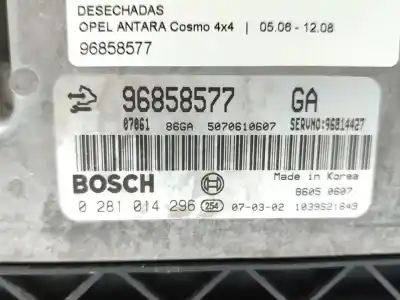 DESECHADAS
OPEL ANTARA Cosmo 4x4 | 05.06 - 12.08
96858577
96858577 GA
07061 86GA 5070610607 SERVNO:96814427
BOSCH
Made in Korea
8605 0607
0 281 014 296 254 07-03-02 1039S21649